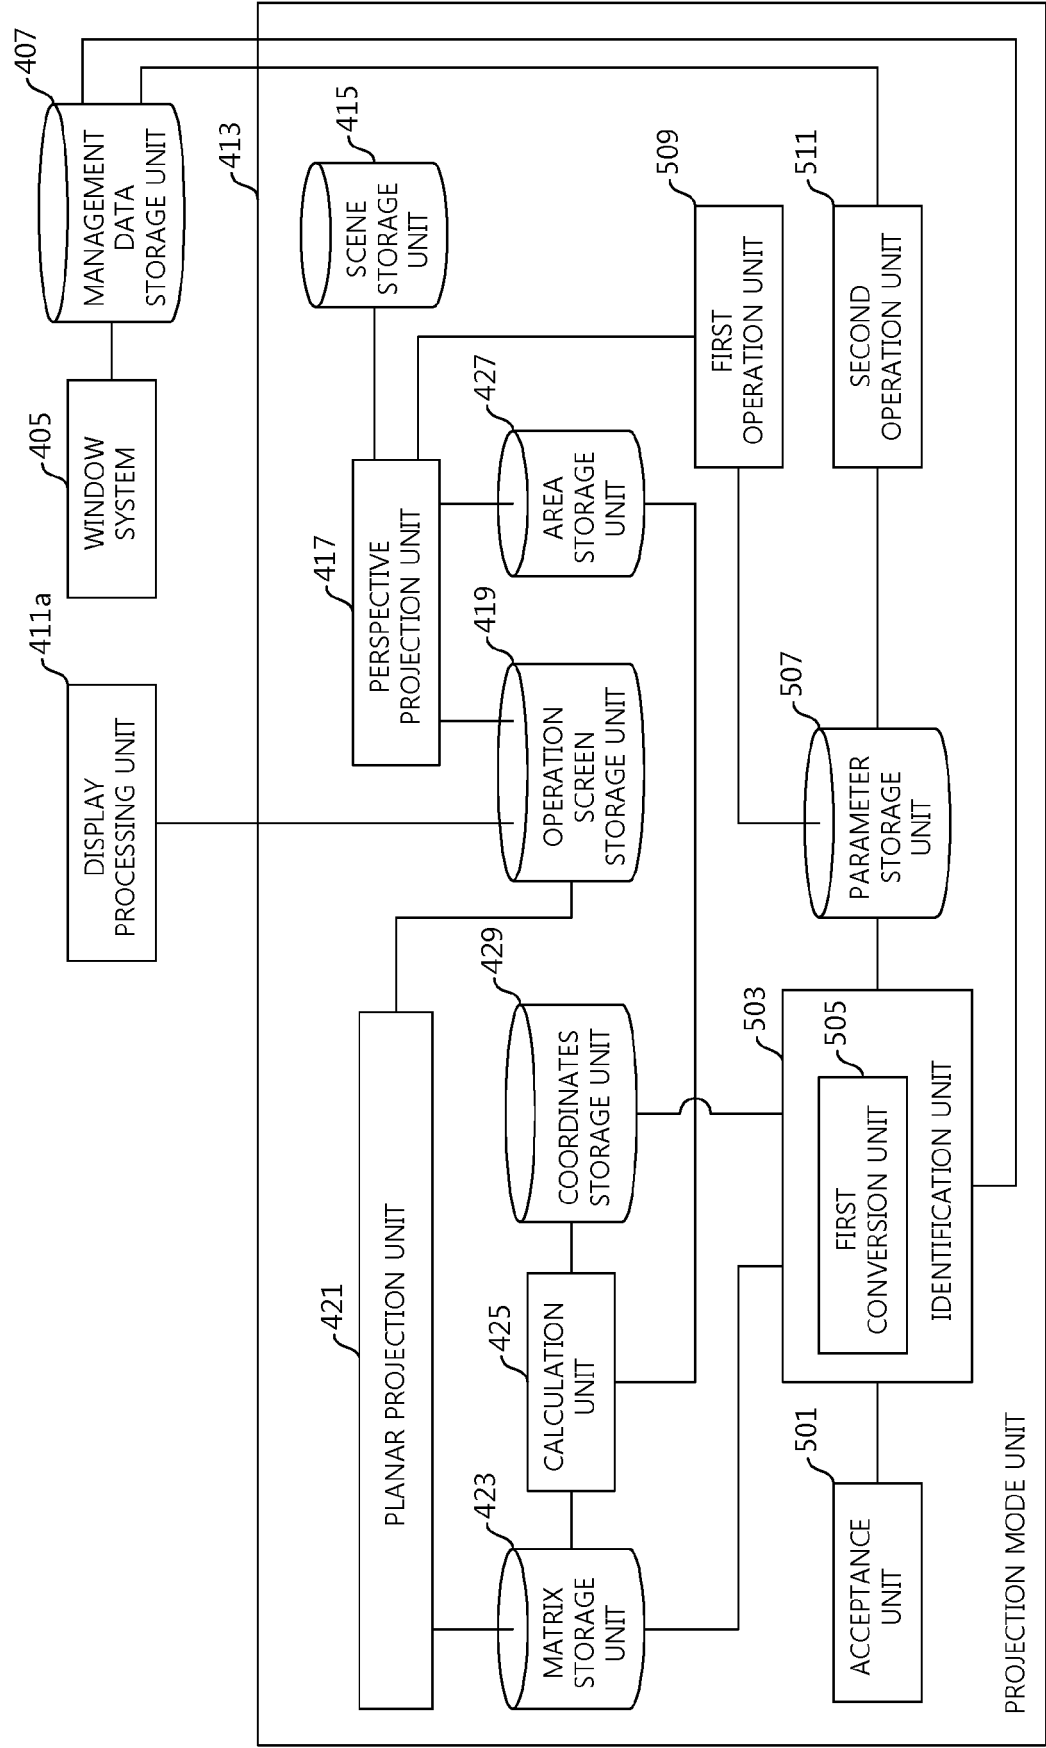 411a
DISPLAY
PROCESSING UNIT
405
WINDOW
SYSTEM
407
MANAGEMENT
DATA
STORAGE UNIT
413
421
PLANAR PROJECTION UNIT
417
PERSPECTIVE
PROJECTION UNIT
415
SCENE
STORAGE
UNIT
423
MATRIX
STORAGE
UNIT
425
CALCULATION
UNIT
429
COORDINATES
STORAGE UNIT
419
OPERATION
SCREEN
STORAGE UNIT
427
AREA
STORAGE
UNIT
509
FIRST
OPERATION UNIT
501
ACCEPTANCE
UNIT
503
505
FIRST
CONVERSION UNIT
IDENTIFICATION UNIT
507
PARAMETER
STORAGE
UNIT
511
SECOND
OPERATION UNIT
PROJECTION MODE UNIT